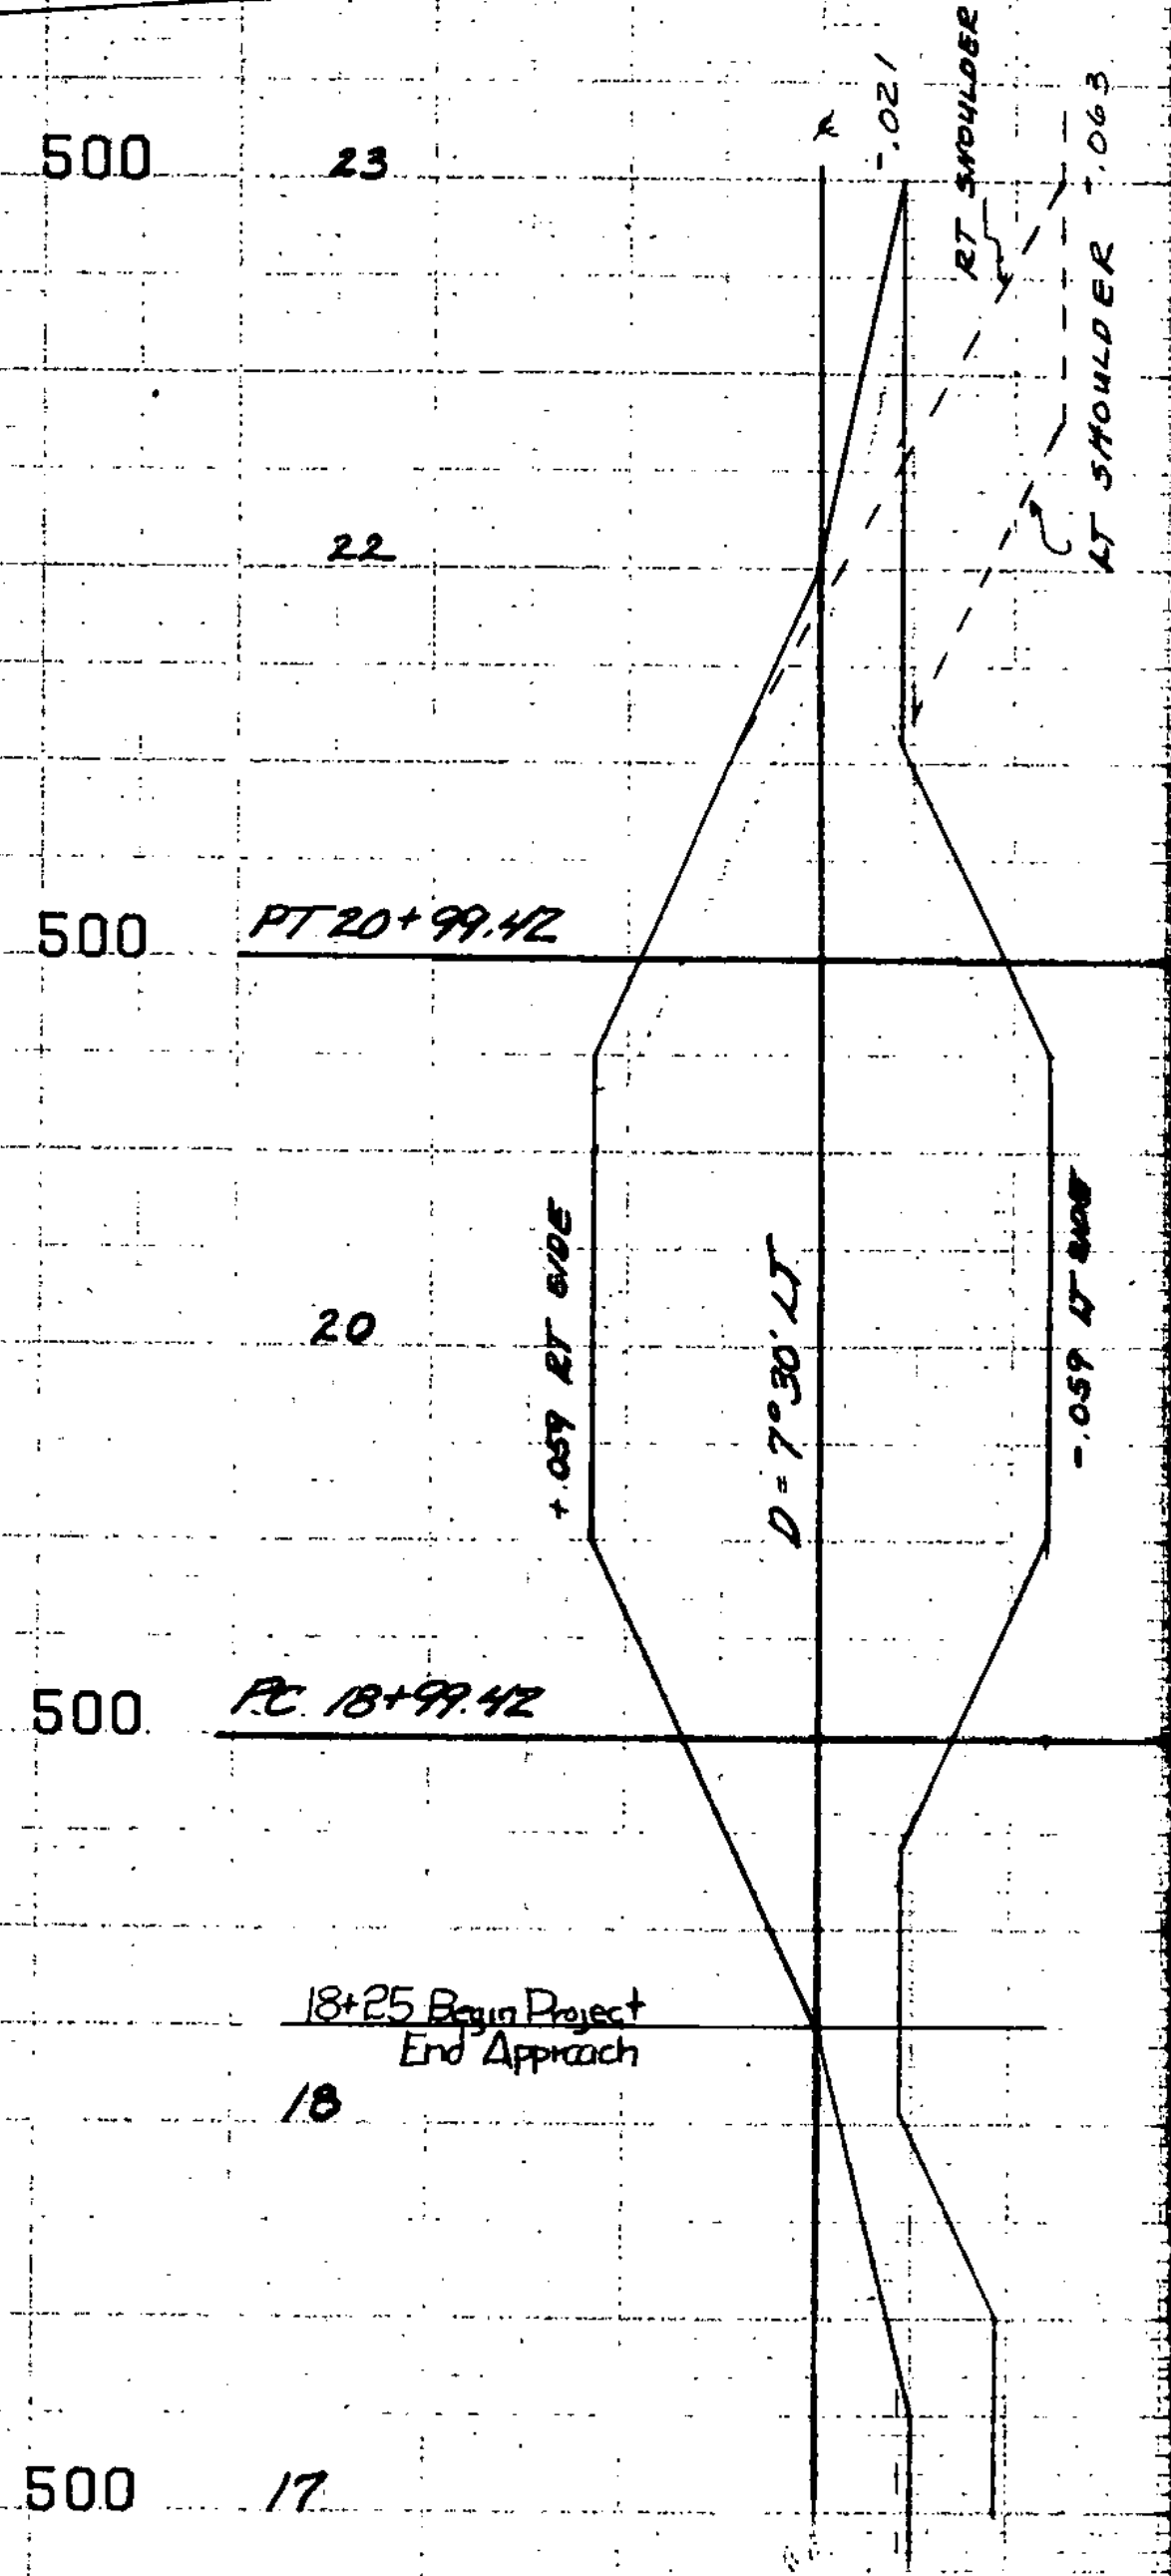 -.021
RT SHOULDER
+.063
500 23
LT SHOULDER
22
500 PT 20+99.42
+.059 RT SIDE
D=7°30' LT
-.059 LT SIDE
20
500 P.C. 18+99.42
18+25 Begin Project
End Approach
18
500 17